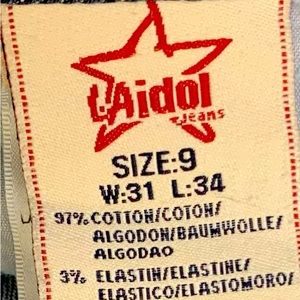 L'Aidol
Jeans
SIZE:9
W:31 L:34
97% COTTON/COTON/
ALGODON/BAUMWOLLE/
ALGODAO
3% ELASTIN/ELASTINE/
ELASTICO/ELASTOMORO/